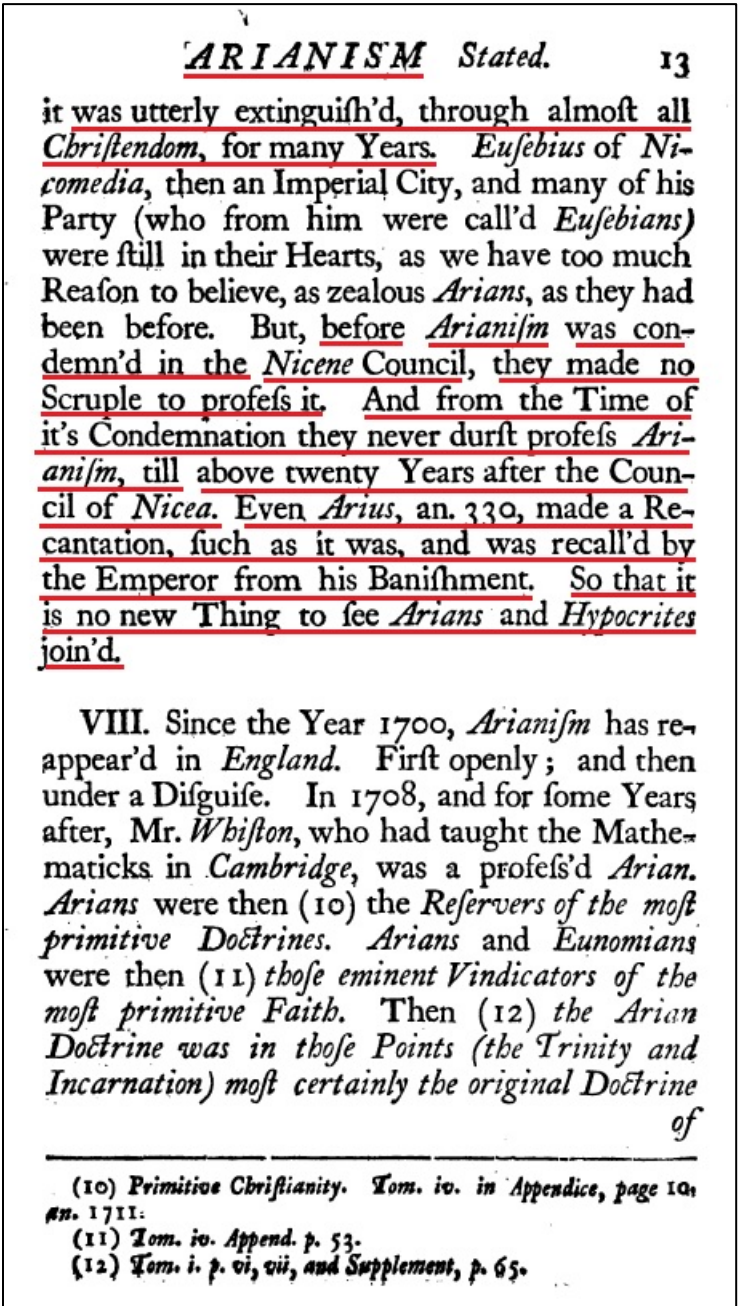 ARIANISM Stated. 13
it was utterly extinguiſh'd, through almoſt all
Chriſtendom, for many Years. Euſebius of Ni-
comedia, then an Imperial City, and many of his
Party (who from him were call'd Euſebians)
were ſtill in their Hearts, as we have too much
Reaſon to believe, as zealous Arians, as they had
been before. But, before Arianiſm was con-
demn'd in the Nicene Council, they made no
Scruple to profeſs it. And from the Time of
it's Condemnation they never durſt profeſs Ari-
aniſm, till above twenty Years after the Coun-
cil of Nicea. Even Arius, an. 330, made a Re-
cantation, ſuch as it was, and was recall'd by
the Emperor from his Baniſhment. So that it
is no new Thing to ſee Arians and Hypocrites
join'd.
VIII. Since the Year 1700, Arianiſm has re-
appear'd in England. Firſt openly; and then
under a Diſguiſe. In 1708, and for ſome Years
after, Mr. Whiſton, who had taught the Mathe-
maticks in Cambridge, was a profeſs'd Arian.
Arians were then (10) the Reſervers of the moſt
primitive Doctrines. Arians and Eunomians
were then (11) thoſe eminent Vindicators of the
moſt primitive Faith. Then (12) the Arian
Doctrine was in thoſe Points (the Trinity and
Incarnation) moſt certainly the original Doctrine
of
(10) Primitive Chriſtianity. Tom. iv. in Appendice, page 10,
an. 1711.
(11) Tom. iv. Append. p. 53.
(12) Tom. i. p. vi, vii, and Supplement, p. 65.